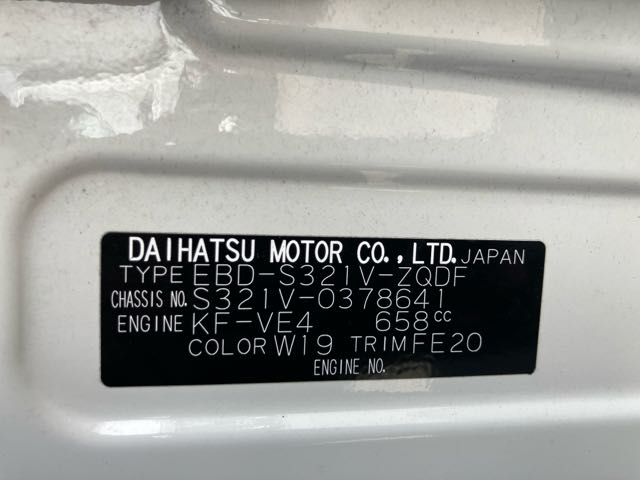 DAIHATSU MOTOR CO., LTD. JAPAN
TYPE EBD-S321V-ZQDF
CHASSIS NO. S321V-0378641
ENGINE KF-VE4 658cc
COLOR W19 TRIM FE20
ENGINE NO.